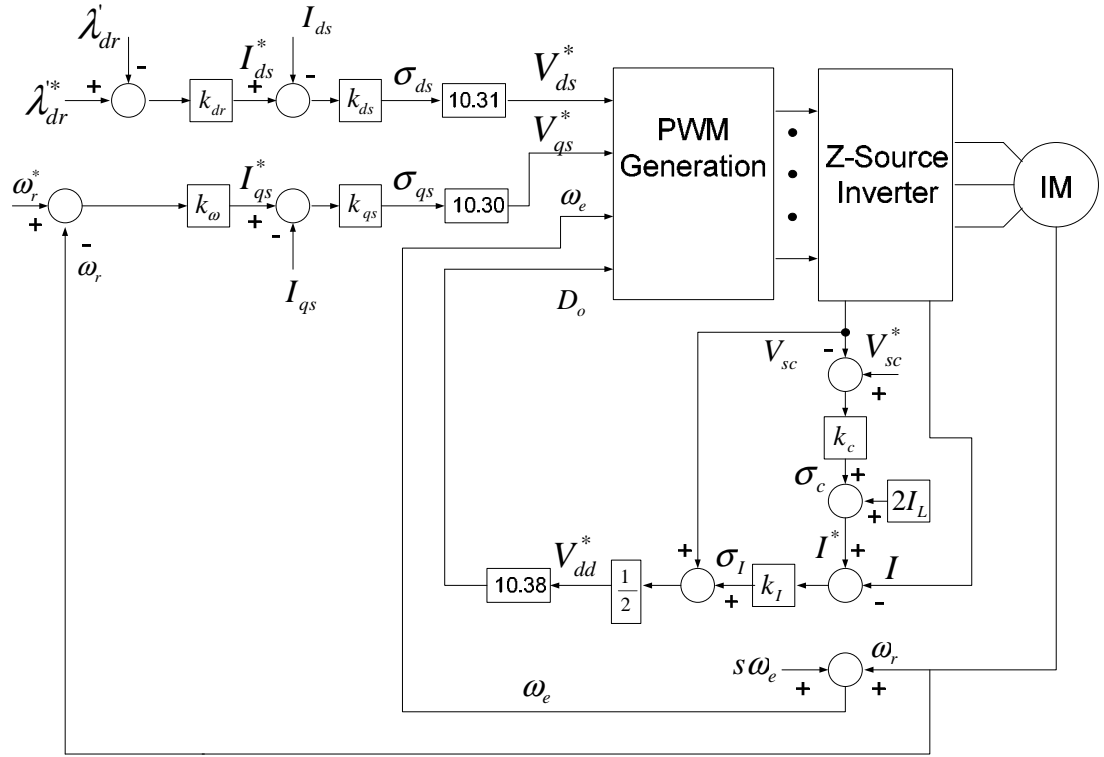 λ'dr
Ids
λ'*dr
+
-
kdr
I*ds
+
-
kds
σds
10.31
V*ds
ω*r
+
-
ωr
kω
I*qs
+
-
Iqs
kqs
σqs
10.30
V*qs
ωe
Do
PWM
Generation
Z-Source
Inverter
IM
Vsc
-
V*sc
+
kc
σc
+
+
2IL
I*
+
I
-
kI
σI
+
+
1/2
V*dd
10.38
sωe
+
ωr
+
ωe